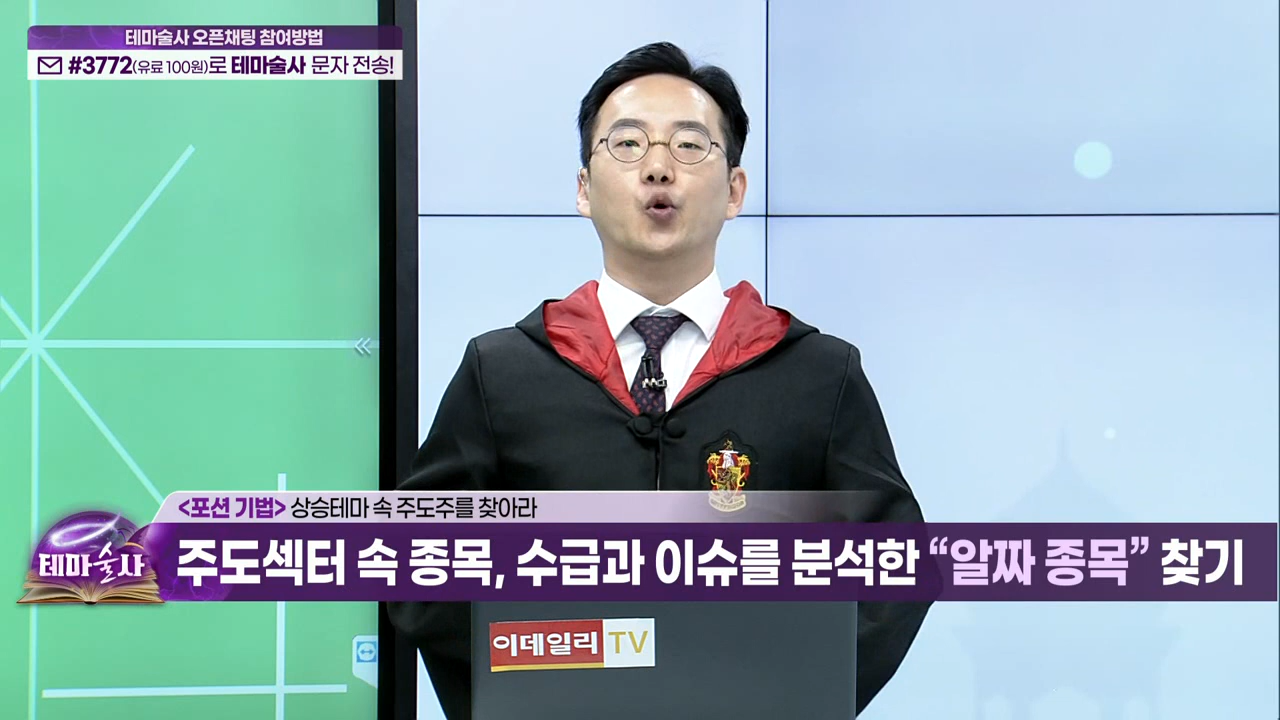 테마술사 오픈채팅 참여방법
#3772(유료 100원)로 테마술사 문자 전송!
<포션 기법> 상승테마 속 주도주를 찾아라
테마술사
주도섹터 속 종목, 수급과 이슈를 분석한 “알짜 종목” 찾기
이데일리 TV